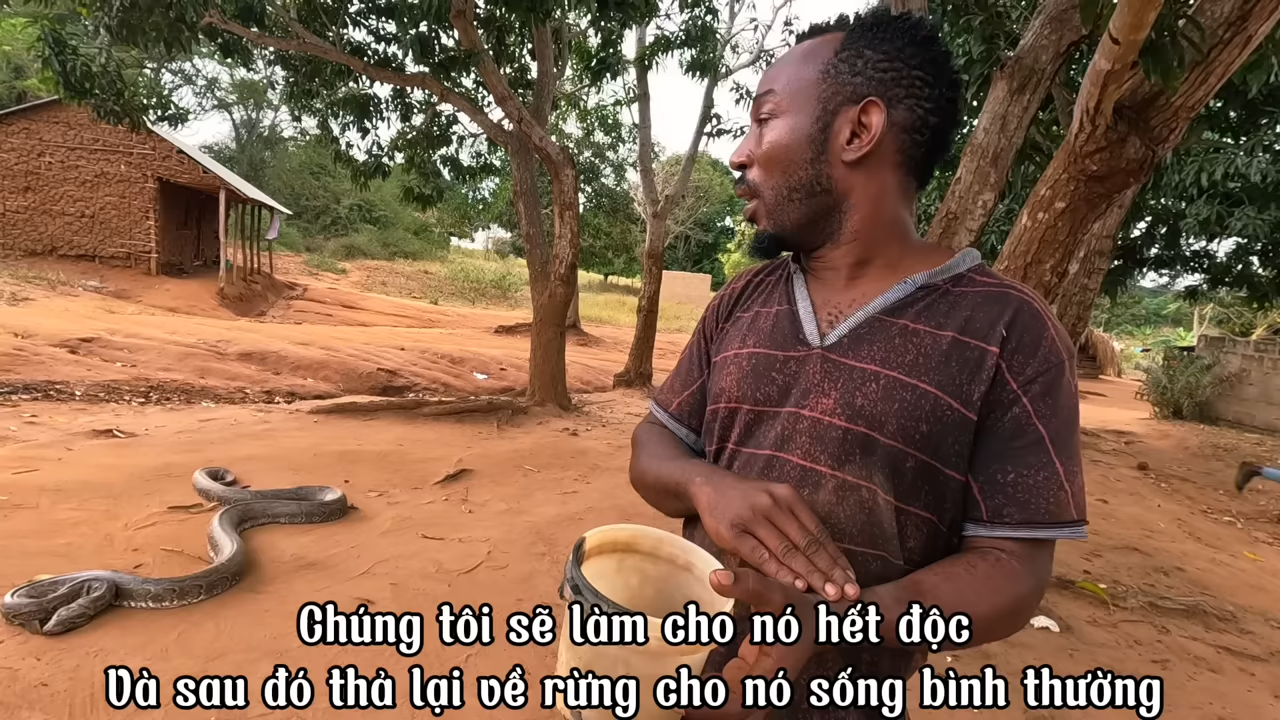 Chúng tôi sẽ làm cho nó hết độc
Và sau đó thả lại về rừng cho nó sống bình thường